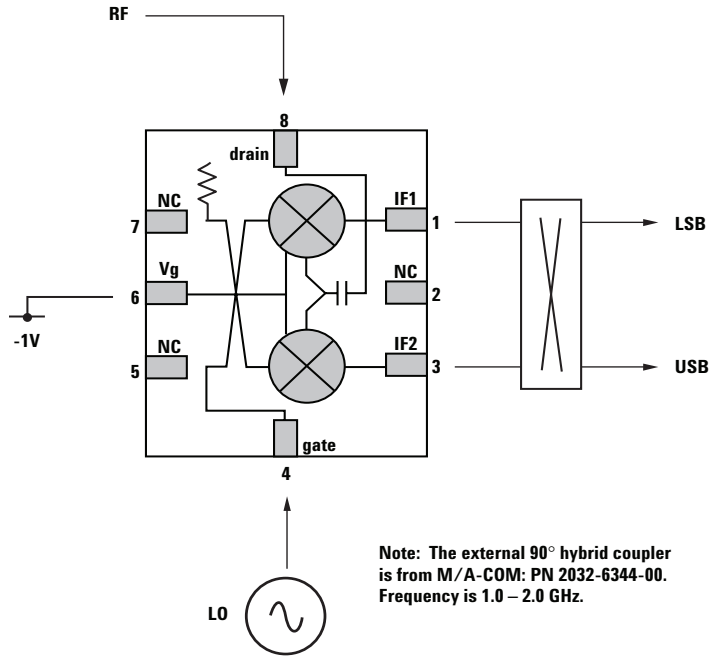 RF
8
drain
NC
7
IF1
1
LSB
Vg
6
NC
2
-1V
NC
5
IF2
3
USB
gate
4
LO
Note: The external 90° hybrid coupler
is from M/A-COM: PN 2032-6344-00.
Frequency is 1.0 – 2.0 GHz.